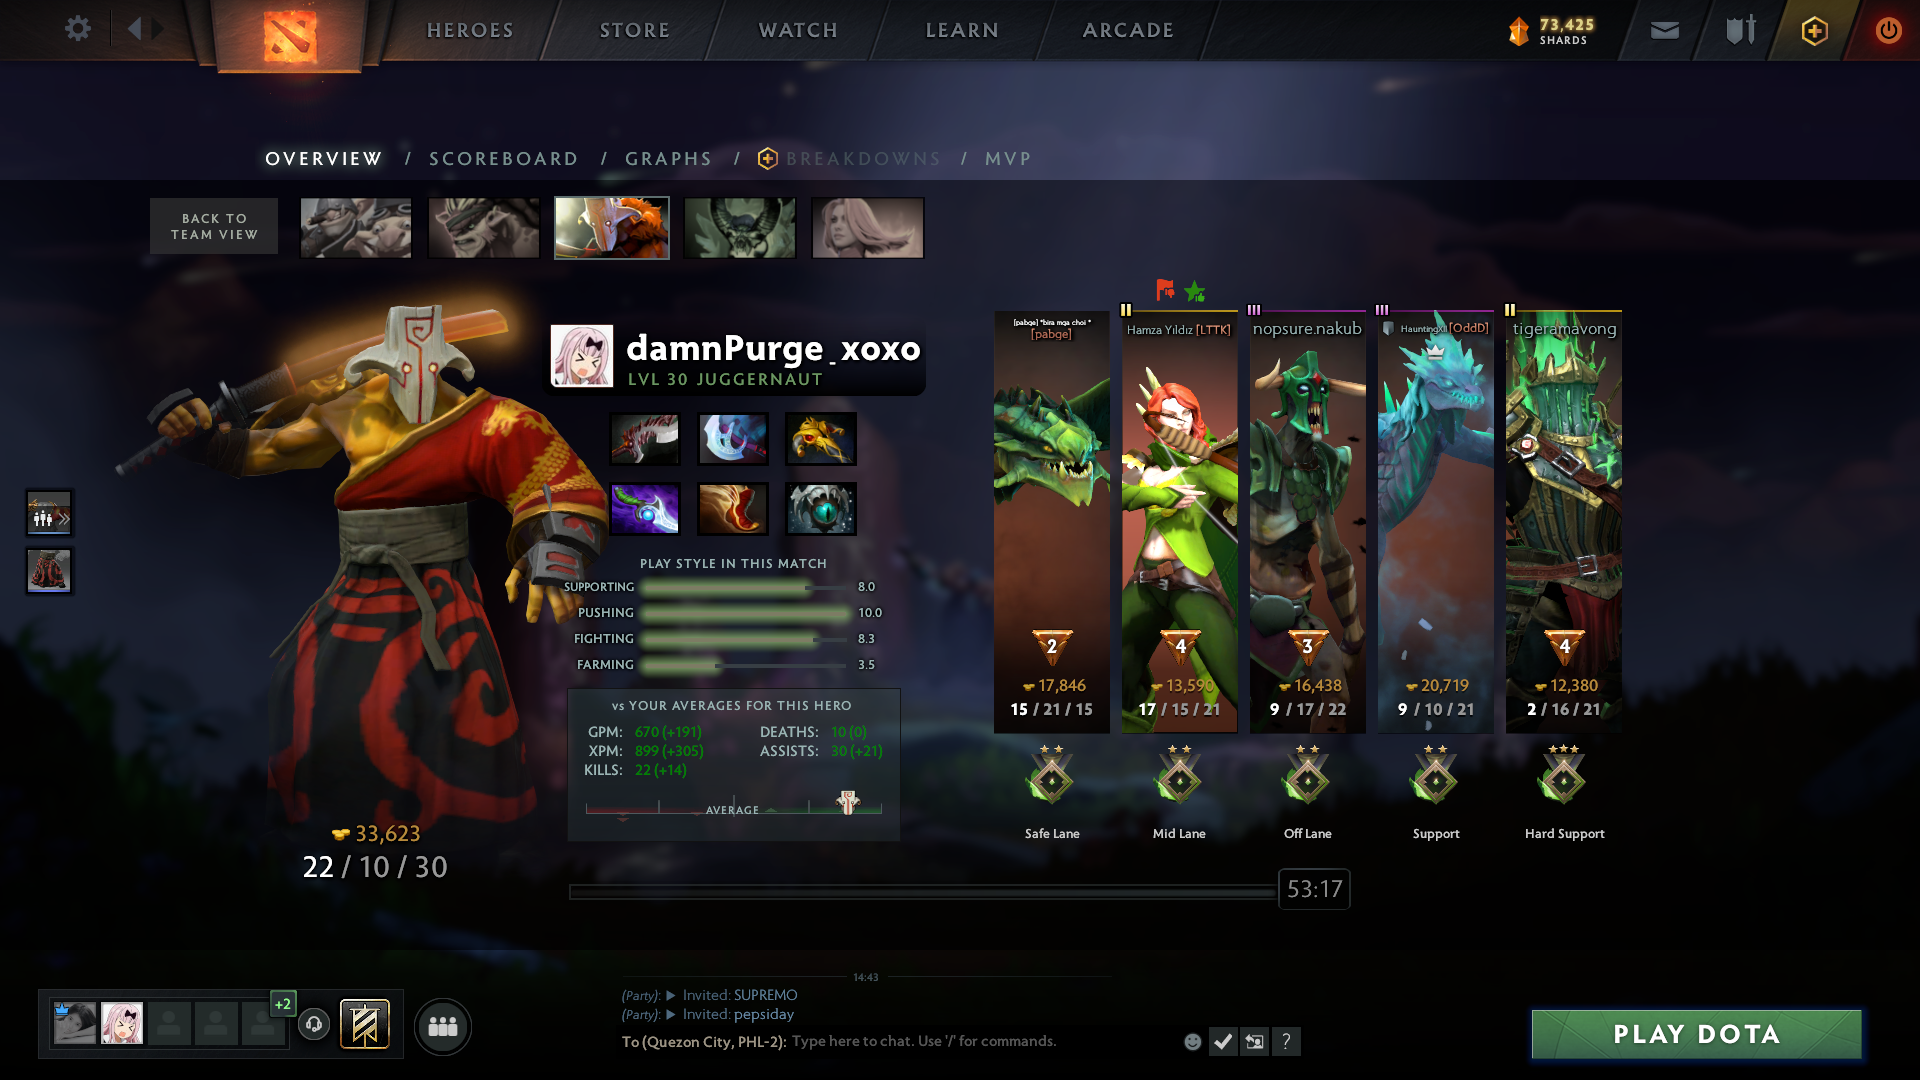 HEROES
STORE
WATCH
LEARN
ARCADE
73,425
SHARDS
OVERVIEW / SCOREBOARD / GRAPHS / BREAKDOWNS / MVP
BACK TO
TEAM VIEW
damnPurge_xoxo
LVL 30 JUGGERNAUT
PLAY STYLE IN THIS MATCH
SUPPORTING 8.0
PUSHING 10.0
FIGHTING 8.3
FARMING 3.5
vs YOUR AVERAGES FOR THIS HERO
GPM: 670 (+191) DEATHS: 10 (0)
XPM: 899 (+305) ASSISTS: 30 (+21)
KILLS: 22 (+14)
AVERAGE
33,623
22 / 10 / 30
[pabge] *bira mqa choi *
[pabge]
2
17,846
15 / 21 / 15
Safe Lane
Hamza Yıldız [LTTK]
4
13,590
17 / 15 / 21
Mid Lane
nopsure.nakub
3
16,438
9 / 17 / 22
Off Lane
HauntingXII [OddD]
20,719
9 / 10 / 21
Support
tigeramavong
4
12,380
2 / 16 / 21
Hard Support
53:17
14:43
(Party): ▶ Invited: SUPREMO
(Party): ▶ Invited: pepsiday
To (Quezon City, PHL-2): Type here to chat. Use '/' for commands.
?
+2
PLAY DOTA